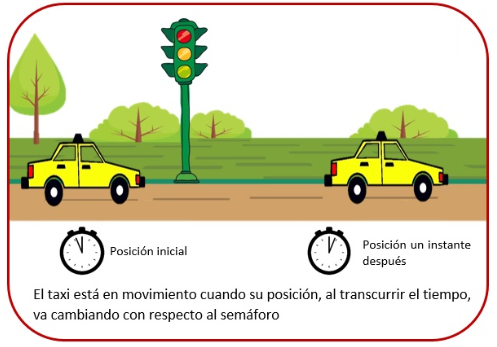 Posición inicial
Posición un instante
después
El taxi está en movimiento cuando su posición, al transcurrir el tiempo,
va cambiando con respecto al semáforo